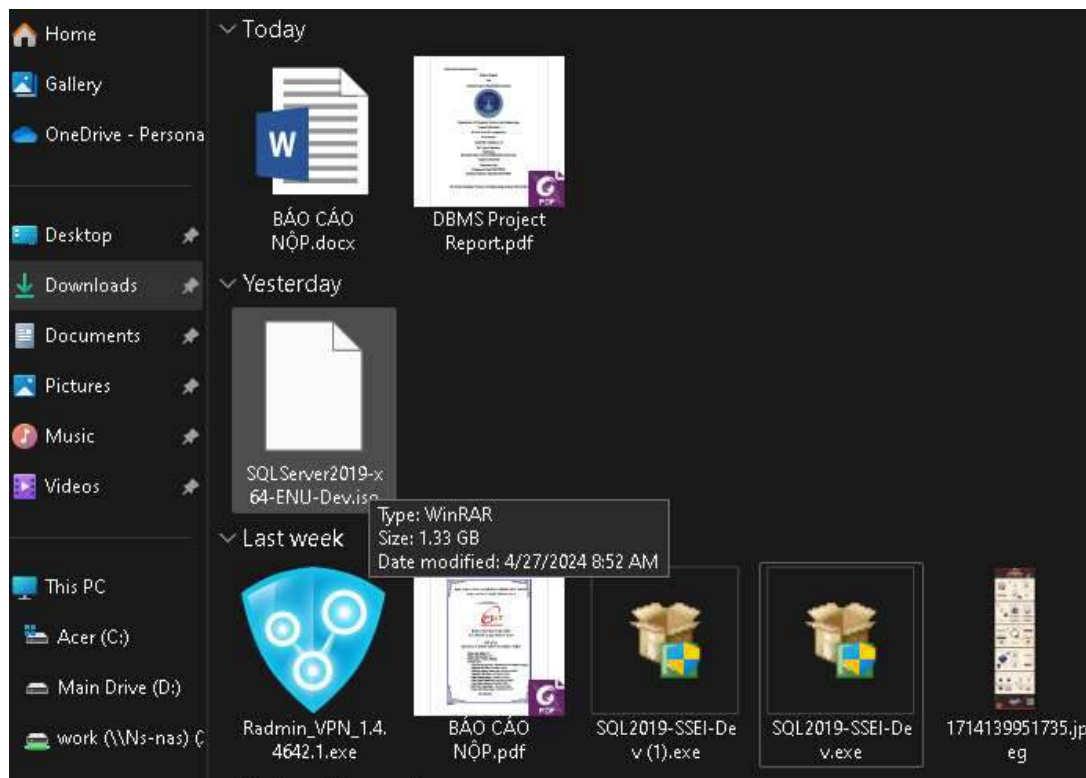 Home
Gallery
OneDrive - Persona
Desktop
Downloads
Documents
Pictures
Music
Videos
This PC
Acer (C:)
Main Drive (D:)
work (\\Ns-nas) (
Today
W
BÁO CÁO
NỘP.docx
PDF
DBMS Project
Report.pdf
Yesterday
SQLServer2019-x
64-ENU-Dev.iso
Type: WinRAR
Size: 1.33 GB
Date modified: 4/27/2024 8:52 AM
Last week
Radmin_VPN_1.4.
4642.1.exe
PDF
BÁO CÁO
NỘP.pdf
SQL2019-SSEI-De
v (1).exe
SQL2019-SSEI-De
v.exe
1714139951735.jp
eg